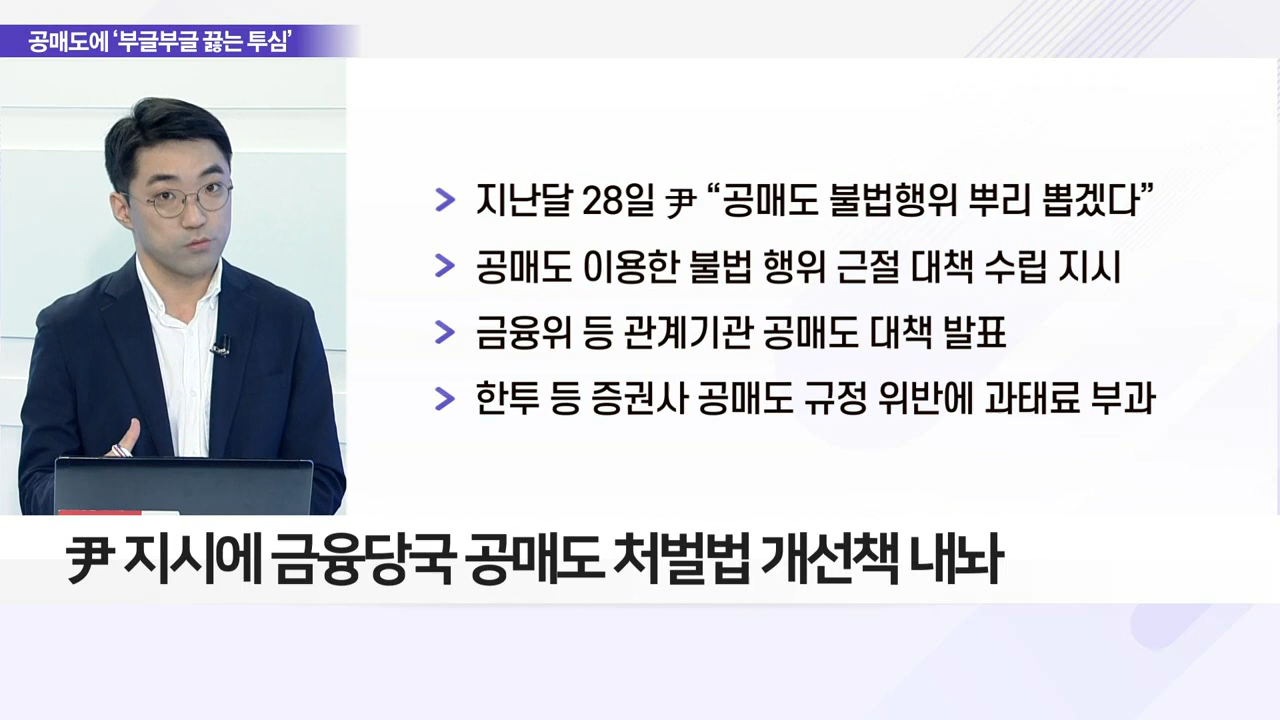 공매도에 ‘부글부글 끓는 투심’
> 지난달 28일 尹 “공매도 불법행위 뿌리 뽑겠다”
> 공매도 이용한 불법 행위 근절 대책 수립 지시
> 금융위 등 관계기관 공매도 대책 발표
> 한투 등 증권사 공매도 규정 위반에 과태료 부과
尹 지시에 금융당국 공매도 처벌법 개선책 내놔